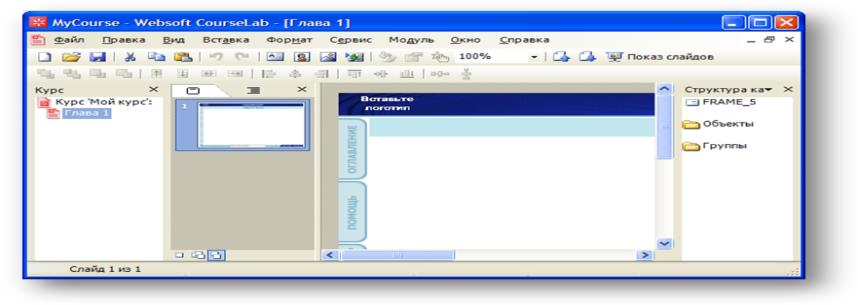 MyCourse - Websoft CourseLab - [Глава 1]
Файл Правка Вид Вставка Формат Сервис Модуль Окно Справка
100% Показ слайдов
Курс
Курс 'Мой курс':
Глава 1
1
Вставьте
логотип
ОГЛАВЛЕНИЕ
ПОМОЩЬ
Структура ка
FRAME_5
Объекты
Группы
Слайд 1 из 1